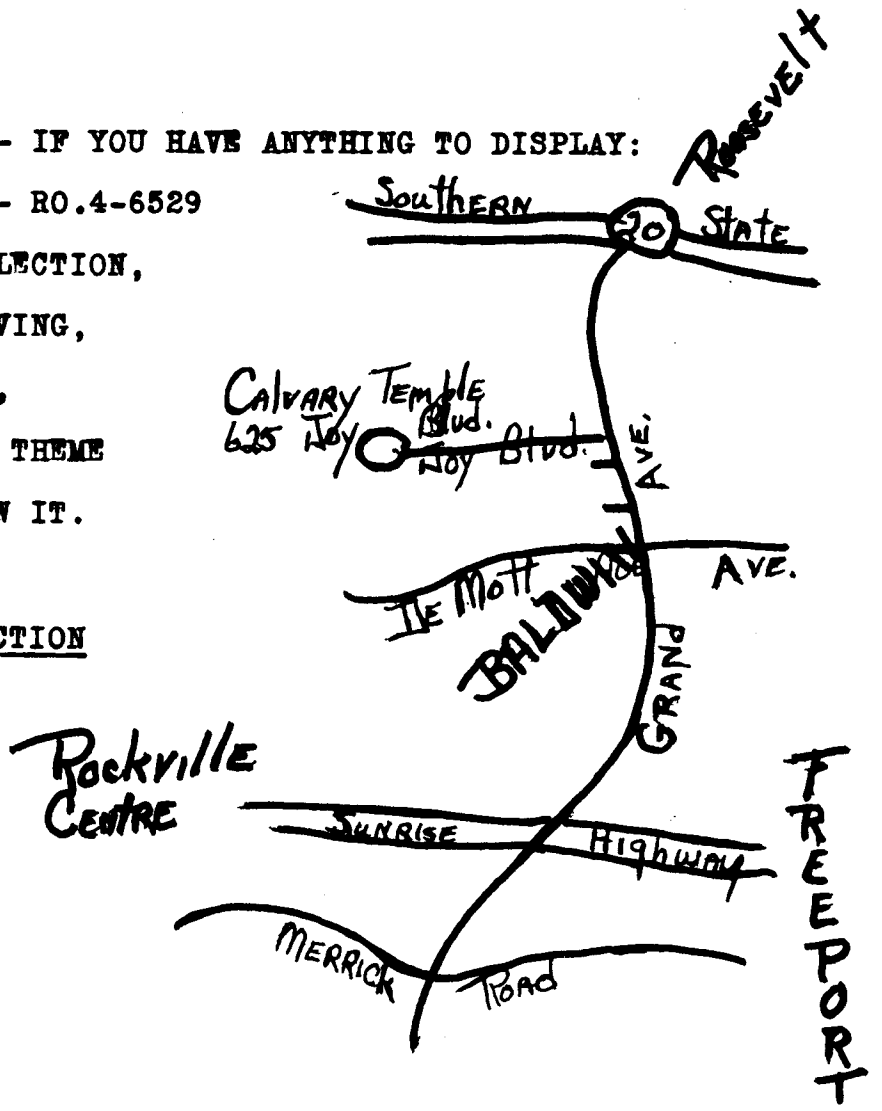 - IF YOU HAVE ANYTHING TO DISPLAY:
- RO.4-6529
LECTION,
VING,
,
THEME
W IT.
CTION
Roosevelt
Southern
20
State
Calvary Temple
625 Joy Blvd.
Joy Blvd.
Ave.
De Mott
Ave.
BALDWIN
Grand
Rockville
Centre
Sunrise
Highway
Merrick
Road
FREEPORT